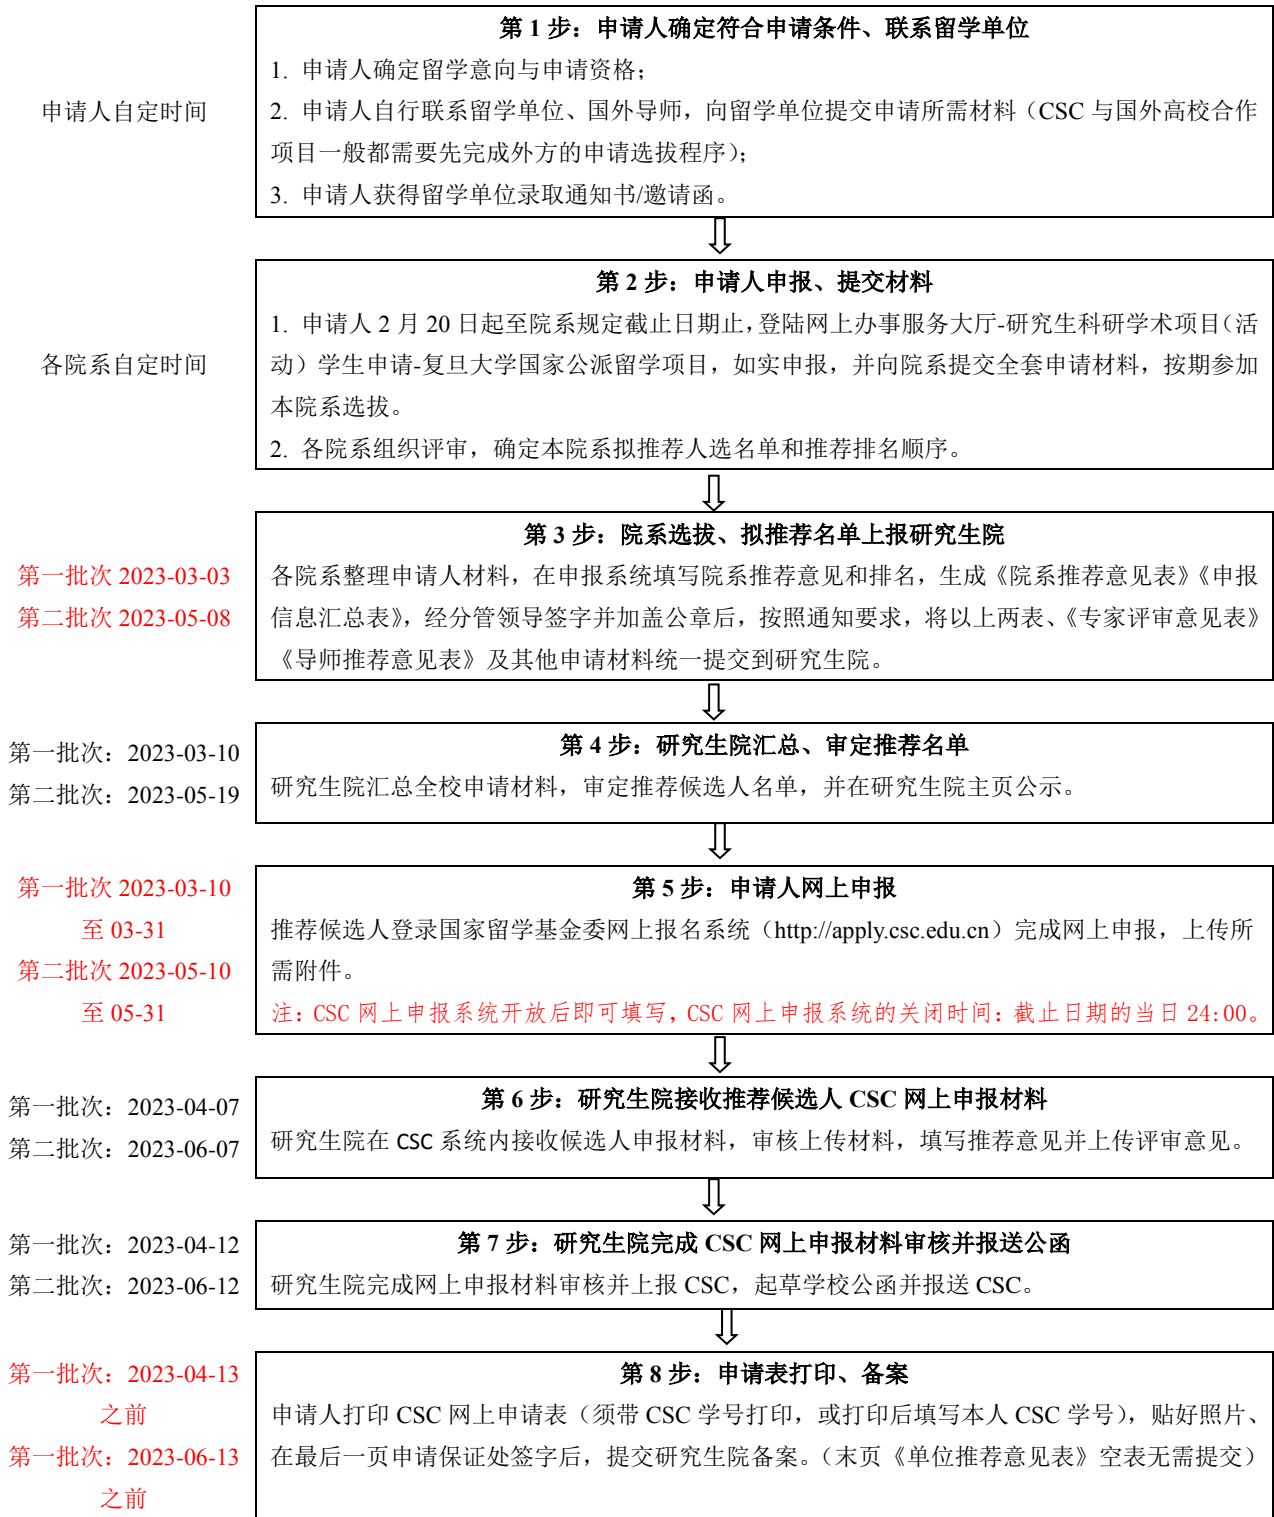 第 1 步：申请人确定符合申请条件、联系留学单位
申请人自定时间
1. 申请人确定留学意向与申请资格；
2. 申请人自行联系留学单位、国外导师，向留学单位提交申请所需材料（CSC 与国外高校合作
项目一般都需要先完成外方的申请选拔程序）；
3. 申请人获得留学单位录取通知书/邀请函。
第 2 步：申请人申报、提交材料
各院系自定时间
1. 申请人 2 月 20 日起至院系规定截止日期止，登陆网上办事服务大厅-研究生科研学术项目（活
动）学生申请-复旦大学国家公派留学项目，如实申报，并向院系提交全套申请材料，按期参加
本院系选拔。
2. 各院系组织评审，确定本院系拟推荐人选名单和推荐排名顺序。
第 3 步：院系选拔、拟推荐名单上报研究生院
第一批次 2023-03-03
第二批次 2023-05-08
各院系整理申请人材料，在申报系统填写院系推荐意见和排名，生成《院系推荐意见表》《申报
信息汇总表》，经分管领导签字并加盖公章后，按照通知要求，将以上两表、《专家评审意见表》
《导师推荐意见表》及其他申请材料统一提交到研究生院。
第 4 步：研究生院汇总、审定推荐名单
第一批次：2023-03-10
第二批次：2023-05-19
研究生院汇总全校申请材料，审定推荐候选人名单，并在研究生院主页公示。
第 5 步：申请人网上申报
第一批次 2023-03-10
至 03-31
第二批次 2023-05-10
至 05-31
推荐候选人登录国家留学基金委网上报名系统（http://apply.csc.edu.cn）完成网上申报，上传所
需附件。
注：CSC 网上申报系统开放后即可填写，CSC 网上申报系统的关闭时间：截止日期的当日 24:00。
第 6 步：研究生院接收推荐候选人 CSC 网上申报材料
第一批次：2023-04-07
第二批次：2023-06-07
研究生院在 CSC 系统内接收候选人申报材料，审核上传材料，填写推荐意见并上传评审意见。
第 7 步：研究生院完成 CSC 网上申报材料审核并报送公函
第一批次：2023-04-12
第二批次：2023-06-12
研究生院完成网上申报材料审核并上报 CSC，起草学校公函并报送 CSC。
第 8 步：申请表打印、备案
第一批次：2023-04-13
之前
第一批次：2023-06-13
之前
申请人打印 CSC 网上申请表（须带 CSC 学号打印，或打印后填写本人 CSC 学号），贴好照片、
在最后一页申请保证处签字后，提交研究生院备案。（末页《单位推荐意见表》空表无需提交）